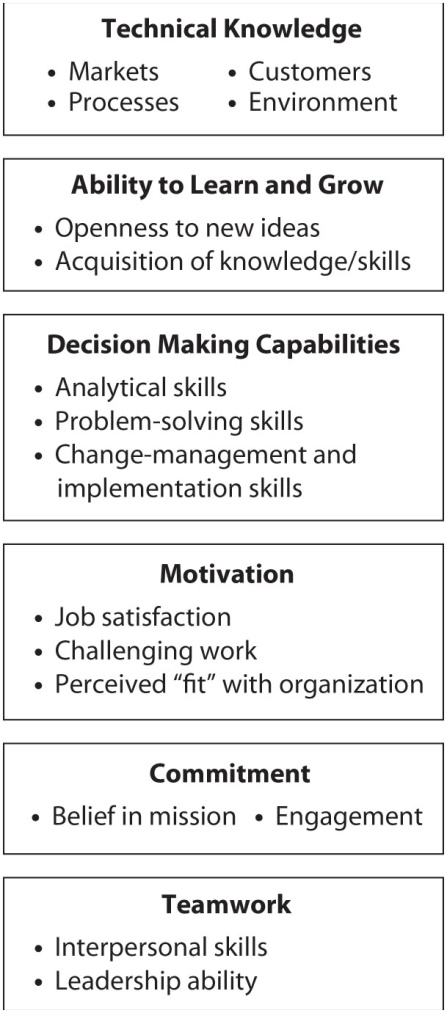 Technical Knowledge
• Markets • Customers
• Processes • Environment
Ability to Learn and Grow
• Openness to new ideas
• Acquisition of knowledge/skills
Decision Making Capabilities
• Analytical skills
• Problem-solving skills
• Change-management and
implementation skills
Motivation
• Job satisfaction
• Challenging work
• Perceived “fit” with organization
Commitment
• Belief in mission • Engagement
Teamwork
• Interpersonal skills
• Leadership ability